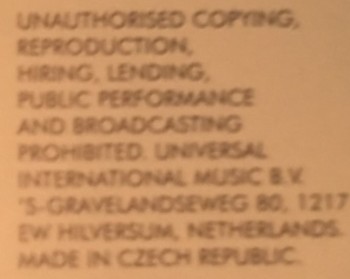 UNAUTHORISED COPYING,
REPRODUCTION,
HIRING, LENDING,
PUBLIC PERFORMANCE
AND BROADCASTING
PROHIBITED. UNIVERSAL
INTERNATIONAL MUSIC B.V.
'S-GRAVELANDSEWEG 80, 1217
EW HILVERSUM, NETHERLANDS.
MADE IN CZECH REPUBLIC.